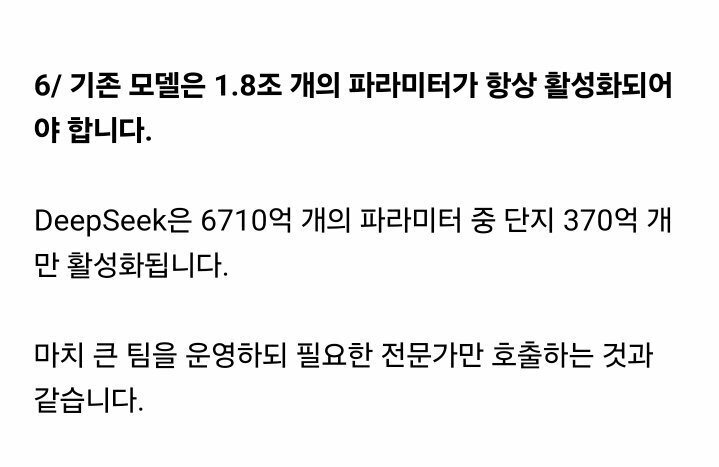 6/ 기존 모델은 1.8조 개의 파라미터가 항상 활성화되어
야 합니다.
DeepSeek은 6710억 개의 파라미터 중 단지 370억 개
만 활성화됩니다.
마치 큰 팀을 운영하되 필요한 전문가만 호출하는 것과
같습니다.